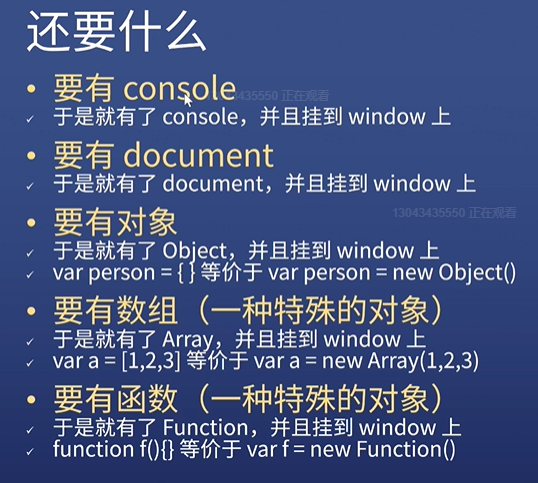 还要什么
• 要有 console
✓ 于是就有了 console，并且挂到 window 上
13043435550 正在观看
• 要有 document
✓ 于是就有了 document，并且挂到 window 上
13043435550 正在观看
• 要有对象
✓ 于是就有了 Object，并且挂到 window 上
✓ var person = { } 等价于 var person = new Object()
• 要有数组（一种特殊的对象）
✓ 于是就有了 Array，并且挂到 window 上
✓ var a = [1,2,3] 等价于 var a = new Array(1,2,3)
• 要有函数（一种特殊的对象）
✓ 于是就有了 Function，并且挂到 window 上
✓ function f(){} 等价于 var f = new Function()